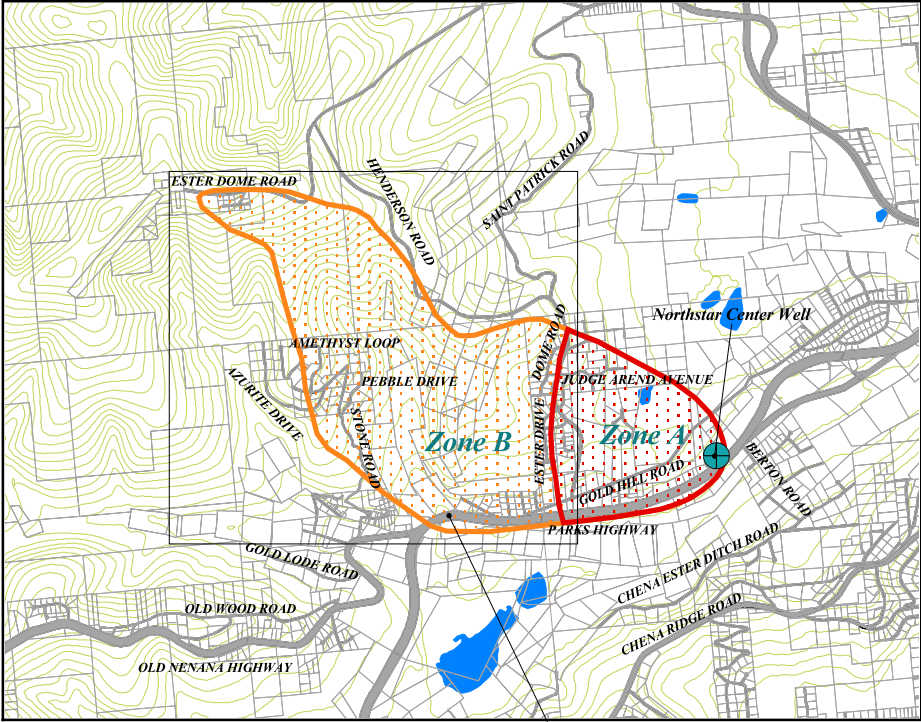 ESTER DOME ROAD
HENDERSON ROAD
SAINT PATRICK ROAD
Northstar Center Well
DOME ROAD
AMETHYST LOOP
PEBBLE DRIVE
JUDGE AREND AVENUE
AZURITE DRIVE
STONE ROAD
ESTER DRIVE
Zone B
Zone A
GOLD HILL ROAD
BERTON ROAD
PARKS HIGHWAY
GOLD LODE ROAD
CHENA ESTER DITCH ROAD
OLD WOOD ROAD
CHENA RIDGE ROAD
OLD NENANA HIGHWAY